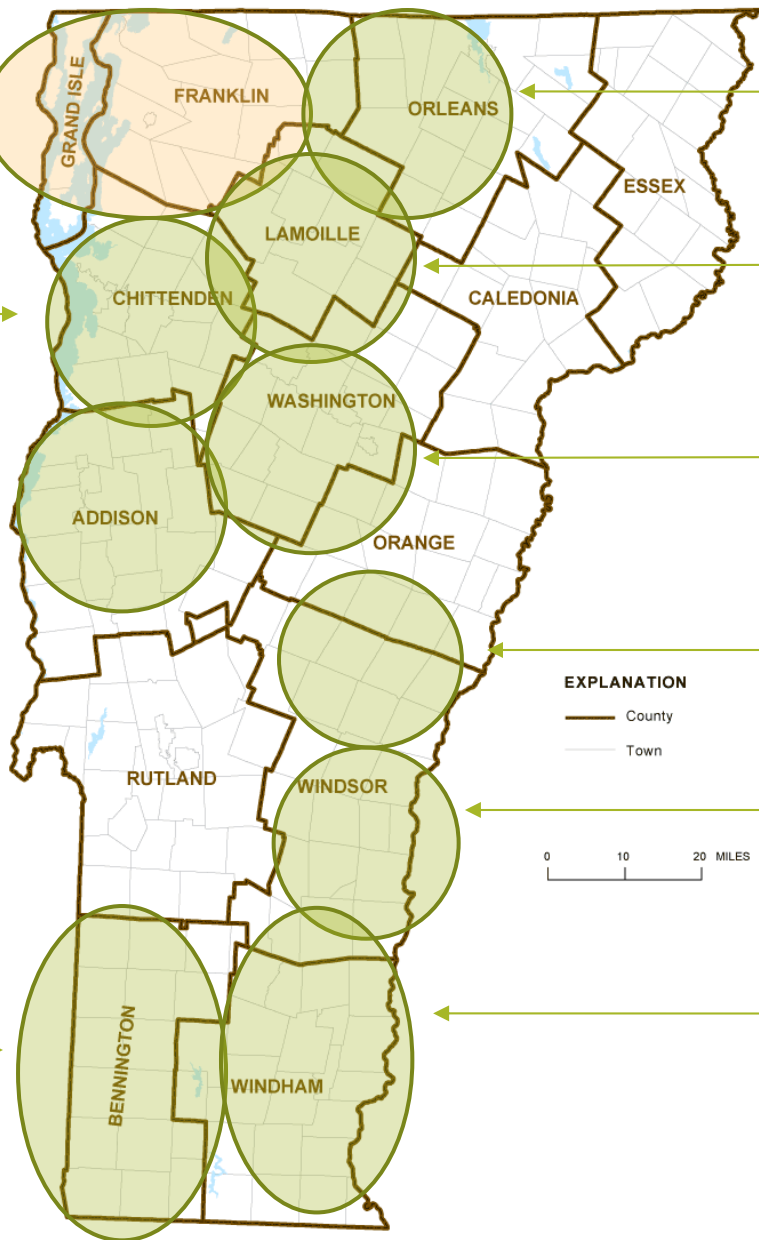 FRANKLIN
GRAND ISLE
ORLEANS
ESSEX
LAMOILLE
CHITTENDEN
CALEDONIA
WASHINGTON
ADDISON
ORANGE
EXPLANATION
County
Town
RUTLAND
WINDSOR
0 10 20 MILES
BENNINGTON
WINDHAM